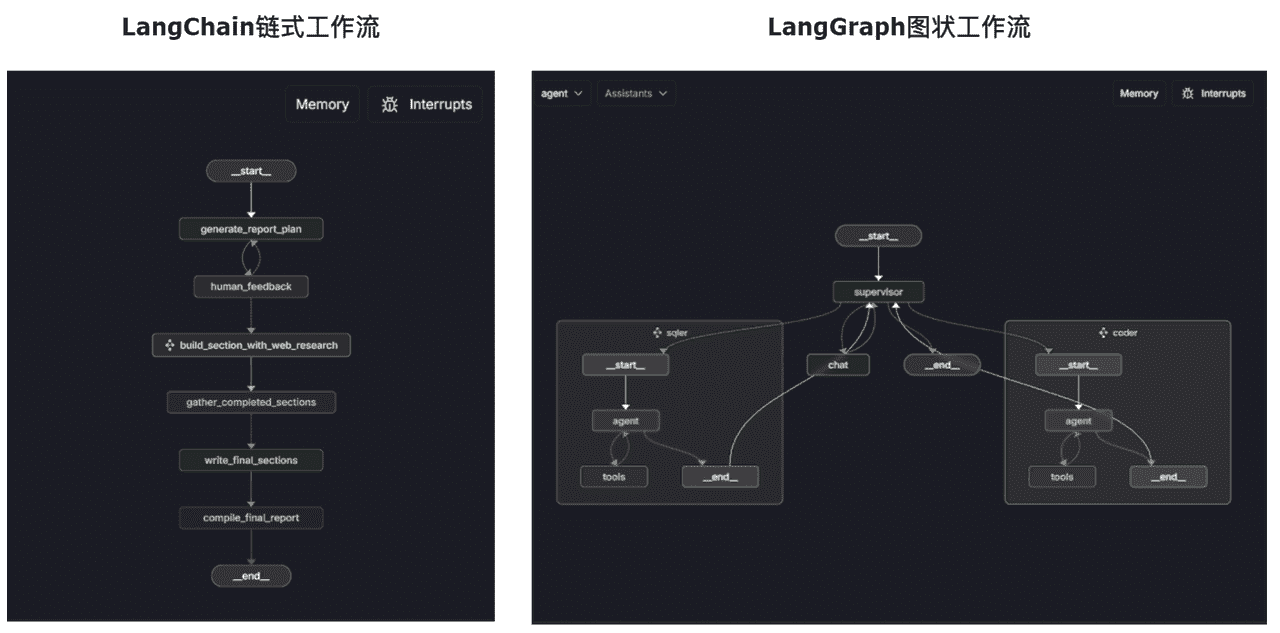 LangChain链式工作流
LangGraph图状工作流
Memory
Interrupts
__start__
generate_report_plan
human_feedback
build_section_with_web_research
gather_completed_sections
write_final_sections
compile_final_report
__end__
agent
Assistants
Memory
Interrupts
__start__
supervisor
sqler
__start__
agent
tools
__end__
chat
__end__
coder
__start__
agent
tools
__end__